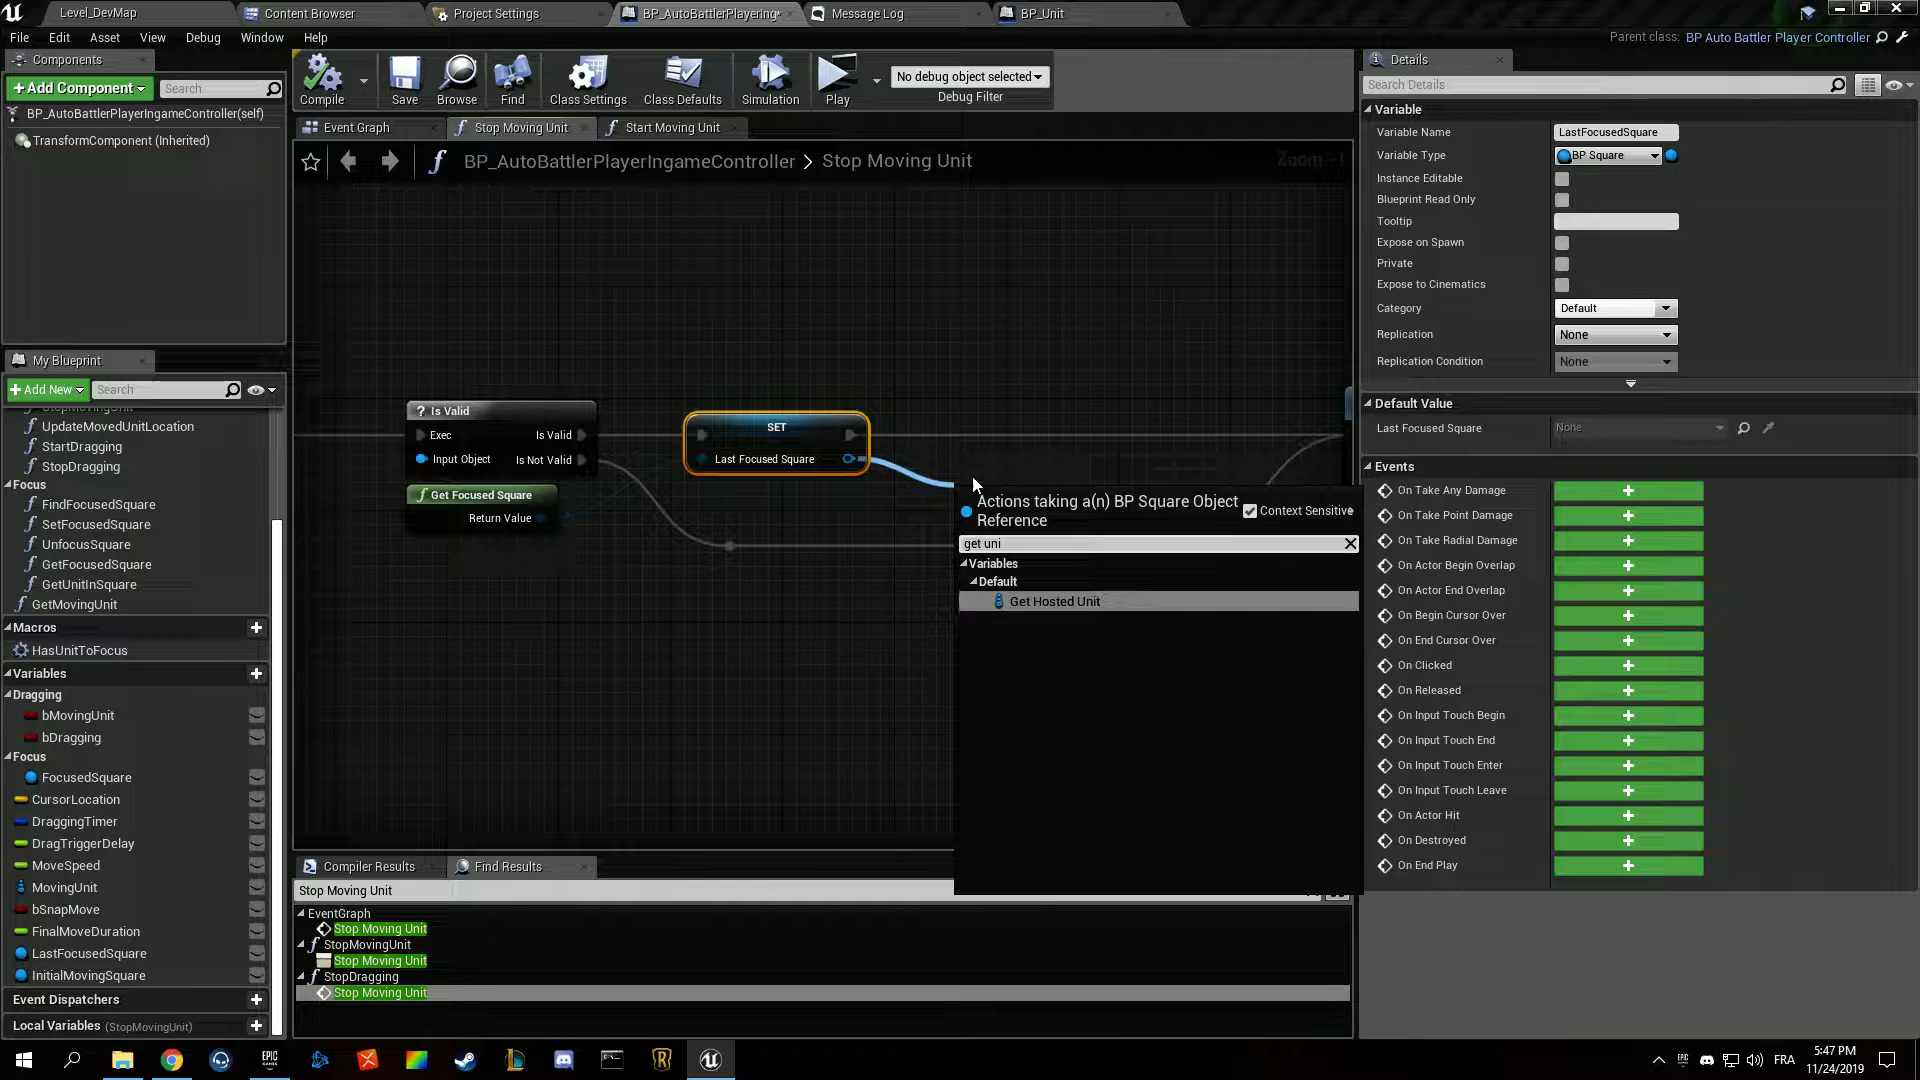 Level_DevMap
Content Browser
Project Settings
BP_AutoBattlerPlayerIng*
Message Log
BP_Unit
File Edit Asset View Debug Window Help
Parent class: BP Auto Battler Player Controller
Components
+Add Component
Search
BP_AutoBattlerPlayerIngameController(self)
TransformComponent (Inherited)
Compile
Save
Browse
Find
Class Settings
Class Defaults
Simulation
Play
No debug object selected
Debug Filter
Event Graph
Stop Moving Unit
Start Moving Unit
BP_AutoBattlerPlayerIngameController > Stop Moving Unit
My Blueprint
+Add New
Search
StopMovingUnit
UpdateMovedUnitLocation
StartDragging
StopDragging
Focus
FindFocusedSquare
SetFocusedSquare
UnfocusSquare
GetFocusedSquare
GetUnitInSquare
GetMovingUnit
Macros
HasUnitToFocus
Variables
Dragging
bMovingUnit
bDragging
Focus
FocusedSquare
CursorLocation
DraggingTimer
DragTriggerDelay
MoveSpeed
MovingUnit
bSnapMove
FinalMoveDuration
LastFocusedSquare
InitialMovingSquare
Event Dispatchers
Local Variables (StopMovingUnit)
? Is Valid
Exec Is Valid
Input Object Is Not Valid
Get Focused Square
Return Value
SET
Last Focused Square
Actions taking a(n) BP Square Object
Reference
Context Sensitive
get uni
Variables
Default
Get Hosted Unit
Compiler Results
Find Results
Stop Moving Unit
EventGraph
Stop Moving Unit
StopMovingUnit
Stop Moving Unit
StopDragging
Stop Moving Unit
Details
Search Details
Variable
Variable Name LastFocusedSquare
Variable Type BP Square
Instance Editable
Blueprint Read Only
Tooltip
Expose on Spawn
Private
Expose to Cinematics
Category Default
Replication None
Replication Condition None
Default Value
Last Focused Square None
Events
On Take Any Damage
On Take Point Damage
On Take Radial Damage
On Actor Begin Overlap
On Actor End Overlap
On Begin Cursor Over
On End Cursor Over
On Clicked
On Released
On Input Touch Begin
On Input Touch End
On Input Touch Enter
On Input Touch Leave
On Actor Hit
On Destroyed
On End Play
FRA
5:47 PM
11/24/2019